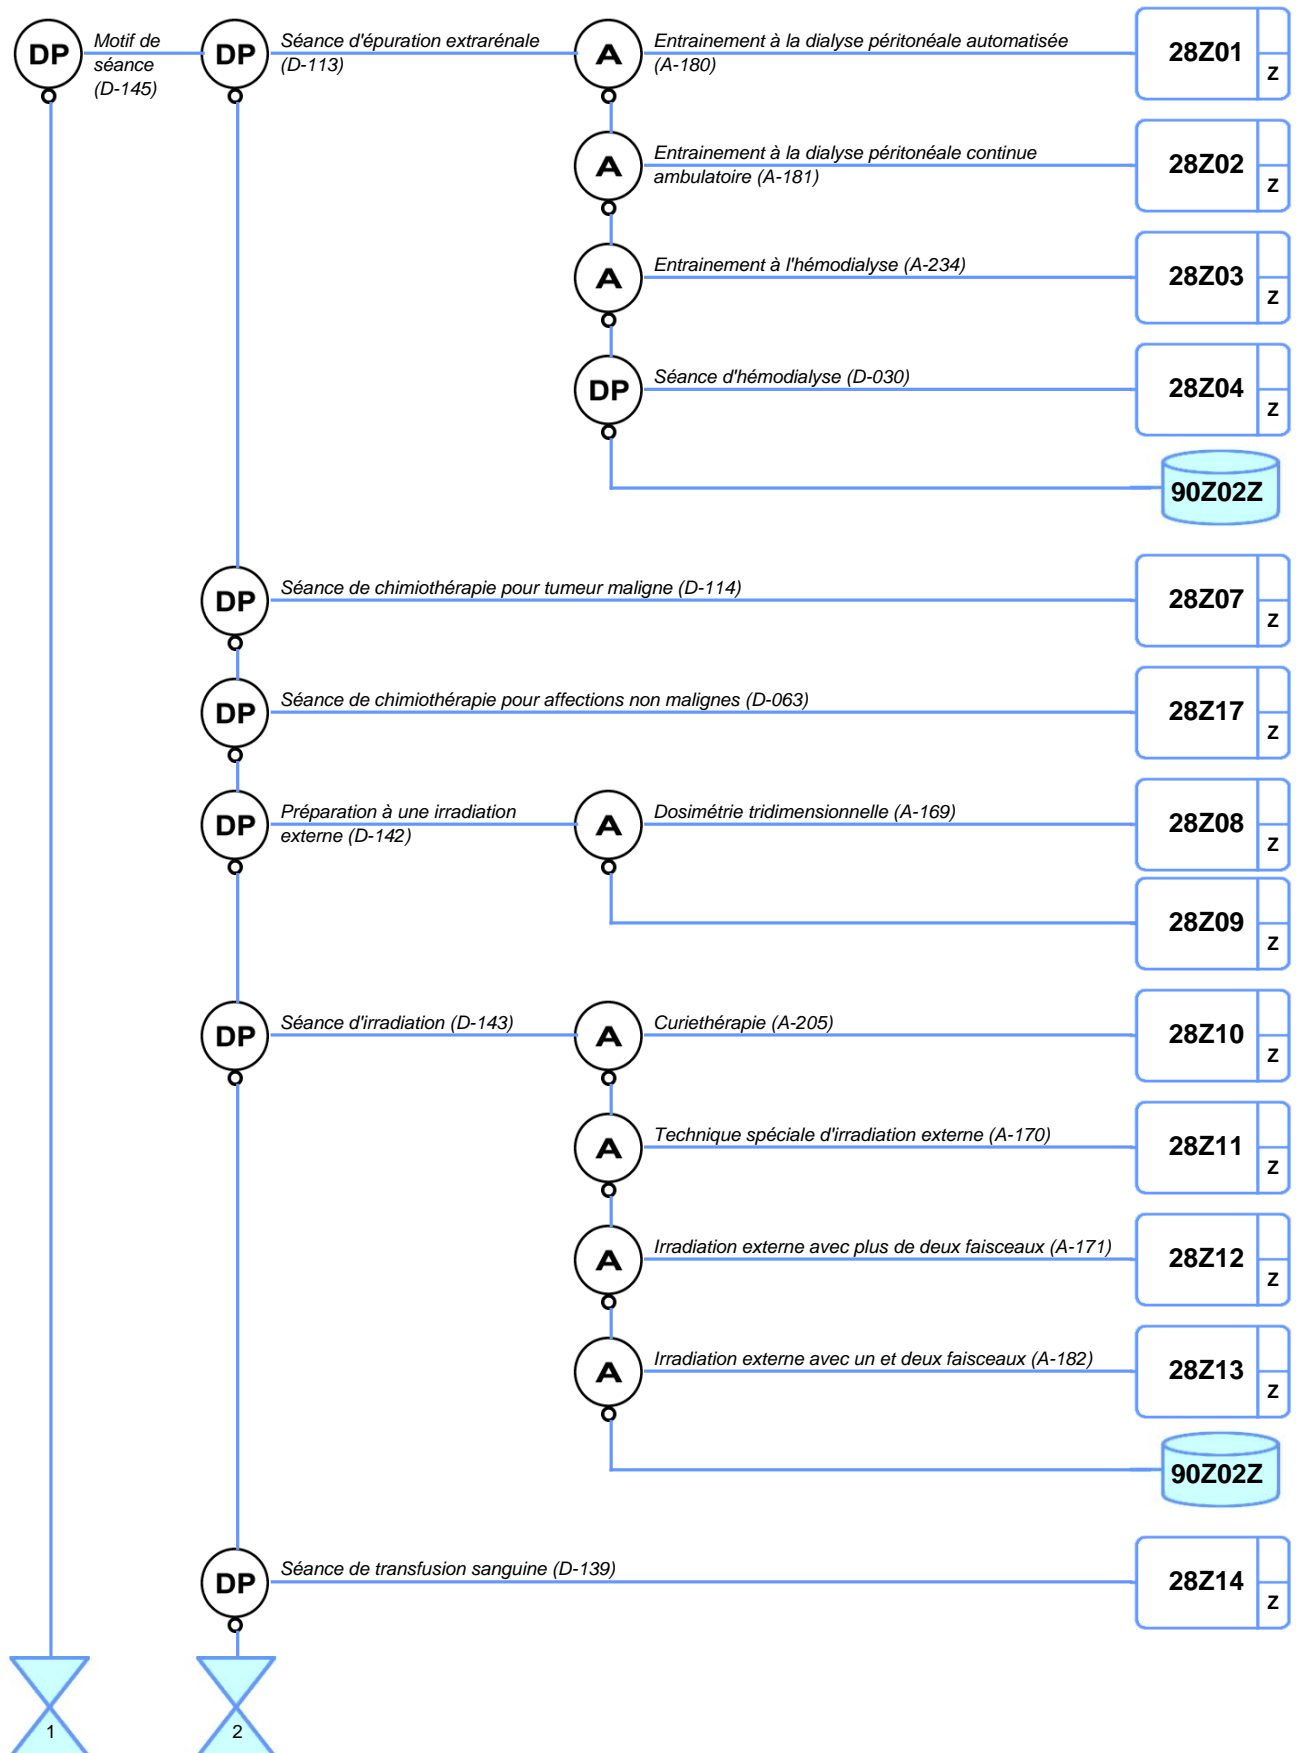 DP
Motif de
séance
(D-145)
DP
Séance d'épuration extrarénale
(D-113)
A
Entrainement à la dialyse péritonéale automatisée
(A-180)
28Z01
Z
A
Entrainement à la dialyse péritonéale continue
ambulatoire (A-181)
28Z02
Z
A
Entrainement à l'hémodialyse (A-234)
28Z03
Z
DP
Séance d'hémodialyse (D-030)
28Z04
Z
90Z02Z
DP
Séance de chimiothérapie pour tumeur maligne (D-114)
28Z07
Z
DP
Séance de chimiothérapie pour affections non malignes (D-063)
28Z17
Z
DP
Préparation à une irradiation
externe (D-142)
A
Dosimétrie tridimensionnelle (A-169)
28Z08
Z
28Z09
Z
DP
Séance d'irradiation (D-143)
A
Curiethérapie (A-205)
28Z10
Z
A
Technique spéciale d'irradiation externe (A-170)
28Z11
Z
A
Irradiation externe avec plus de deux faisceaux (A-171)
28Z12
Z
A
Irradiation externe avec un et deux faisceaux (A-182)
28Z13
Z
90Z02Z
DP
Séance de transfusion sanguine (D-139)
28Z14
Z
1
2